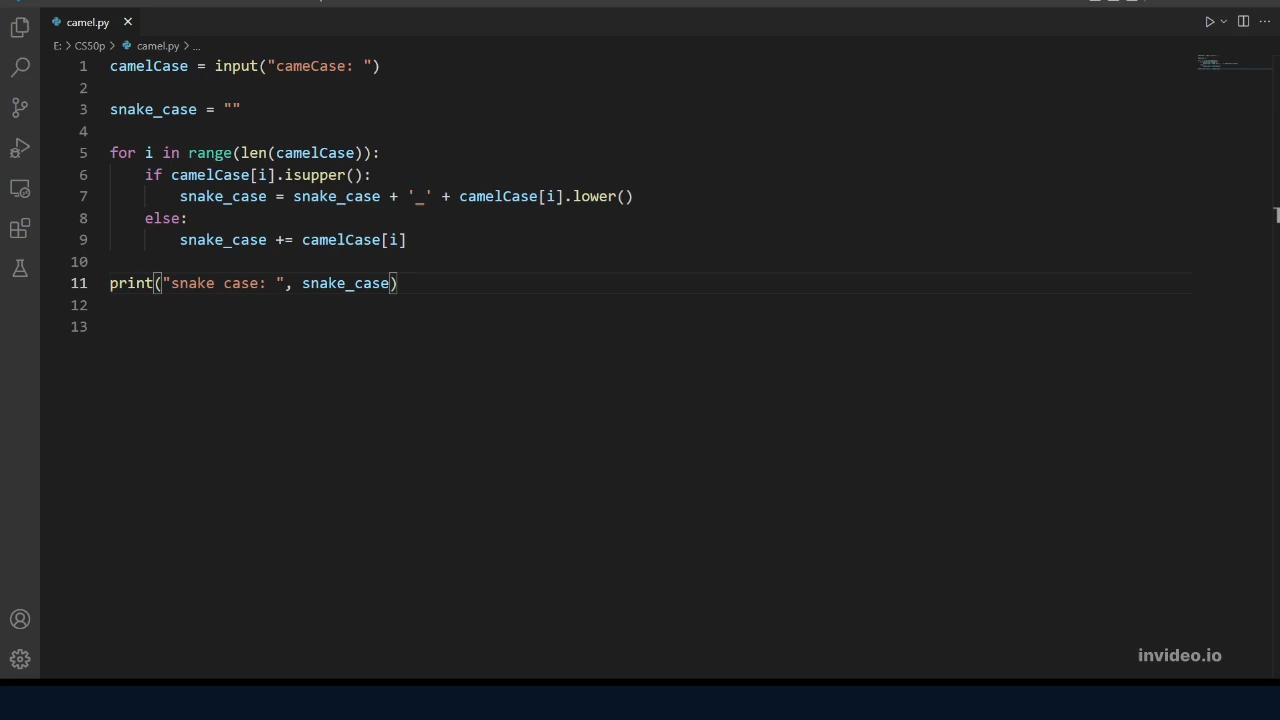 camel.py
E: > CS50p > camel.py > ...
1 camelCase = input("cameCase: ")
2
3 snake_case = ""
4
5 for i in range(len(camelCase)):
6 if camelCase[i].isupper():
7 snake_case = snake_case + '_' + camelCase[i].lower()
8 else:
9 snake_case += camelCase[i]
10
11 print("snake case: ", snake_case)
12
13
invideo.io